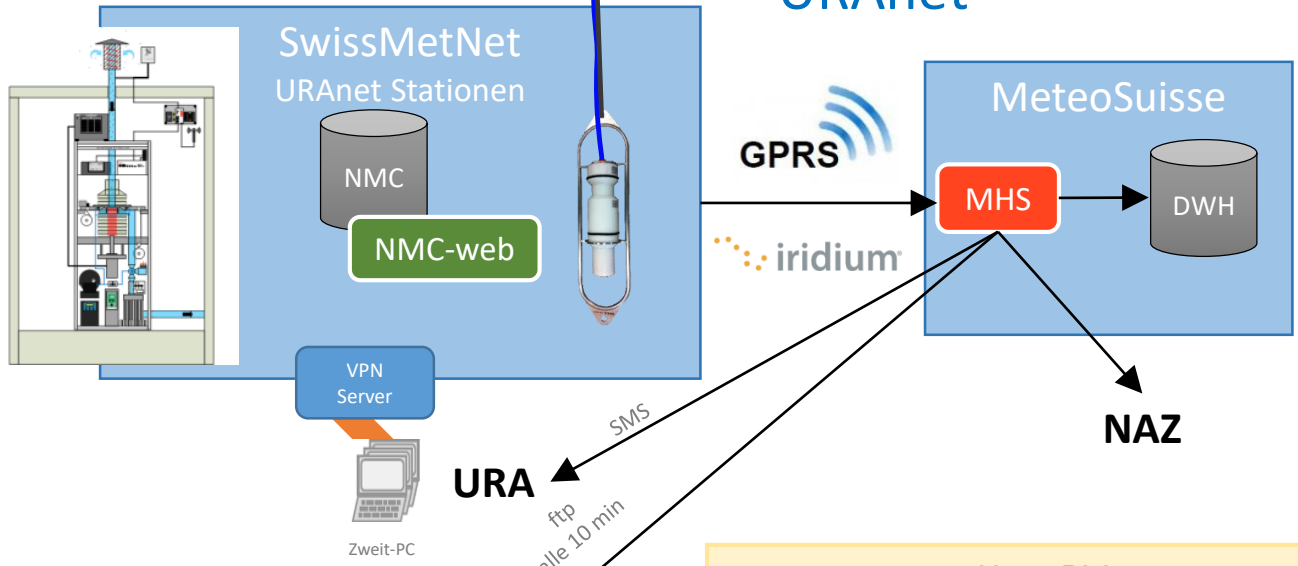 URAnet
SwissMetNet
URAnet Stationen
NMC
NMC-web
GPRS
iridium
MeteoSuisse
MHS
DWH
VPN
Server
SMS
NAZ
URA
ftp
alle 10 min
Zweit-PC